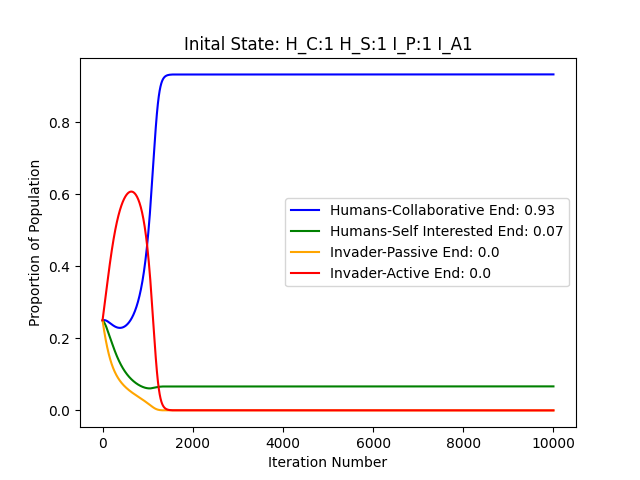 Inital State: H_C:1 H_S:1 I_P:1 I_A1
Proportion of Population
0.8
0.6
0.4
0.2
0.0
Humans-Collaborative End: 0.93
Humans-Self Interested End: 0.07
Invader-Passive End: 0.0
Invader-Active End: 0.0
0 2000 4000 6000 8000 10000
Iteration Number